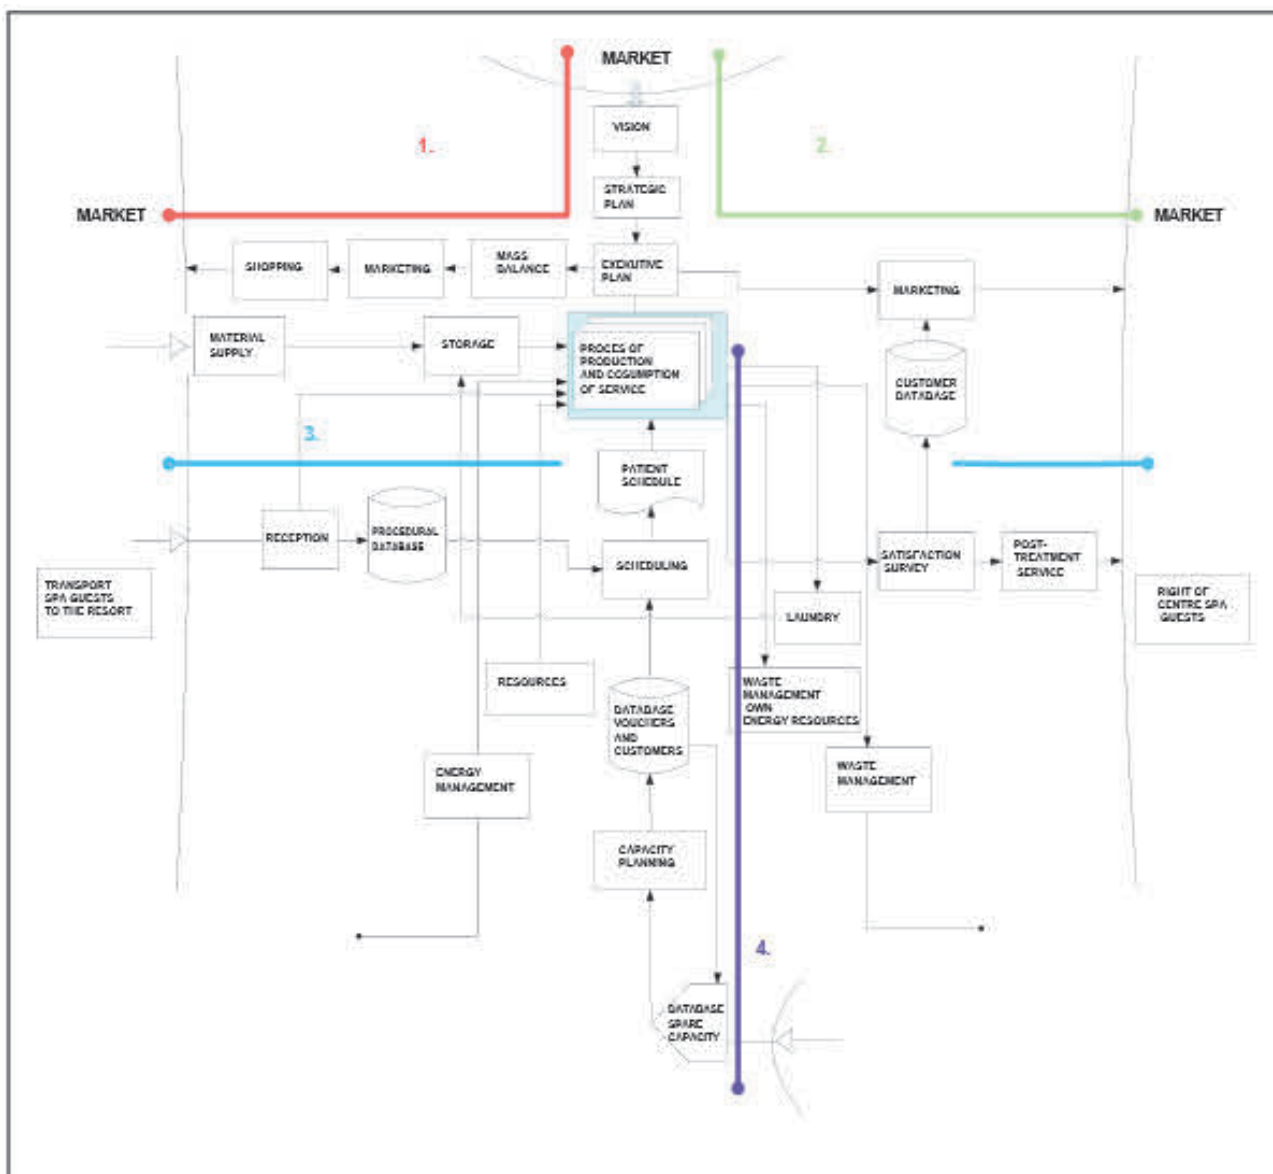 MARKET
VISION
1.
2.
STRATEGIC
PLAN
MARKET
MARKET
SHOPPING
MARKETING
MASS
BALANCE
EXEKUTIVE
PLAN
MARKETING
MATERIAL
SUPPLY
STORAGE
PROCES OF
PRODUCTION
AND COSUMPTION
OF SERVICE
CUSTOMER
DATABASE
3.
PATIENT
SCHEDULE
RECEPTION
PROCEDURAL
DATABASE
SCHEDULING
SATISFACTION
SURVEY
POST-
TREATMENT
SERVICE
TRANSPORT
SPA GUESTS
TO THE RESORT
RIGHT OF
CENTRE SPA
GUESTS
LAUNDRY
RESOURCES
DATABASE
VOUCHERS
AND
CUSTOMERS
WASTE
MANAGEMENT
OWN
ENERGY RESOURCES
ENERGY
MANAGEMENT
WASTE
MANAGEMENT
CAPACITY
PLANNING
4.
DATABASE
SPARE
CAPACITY